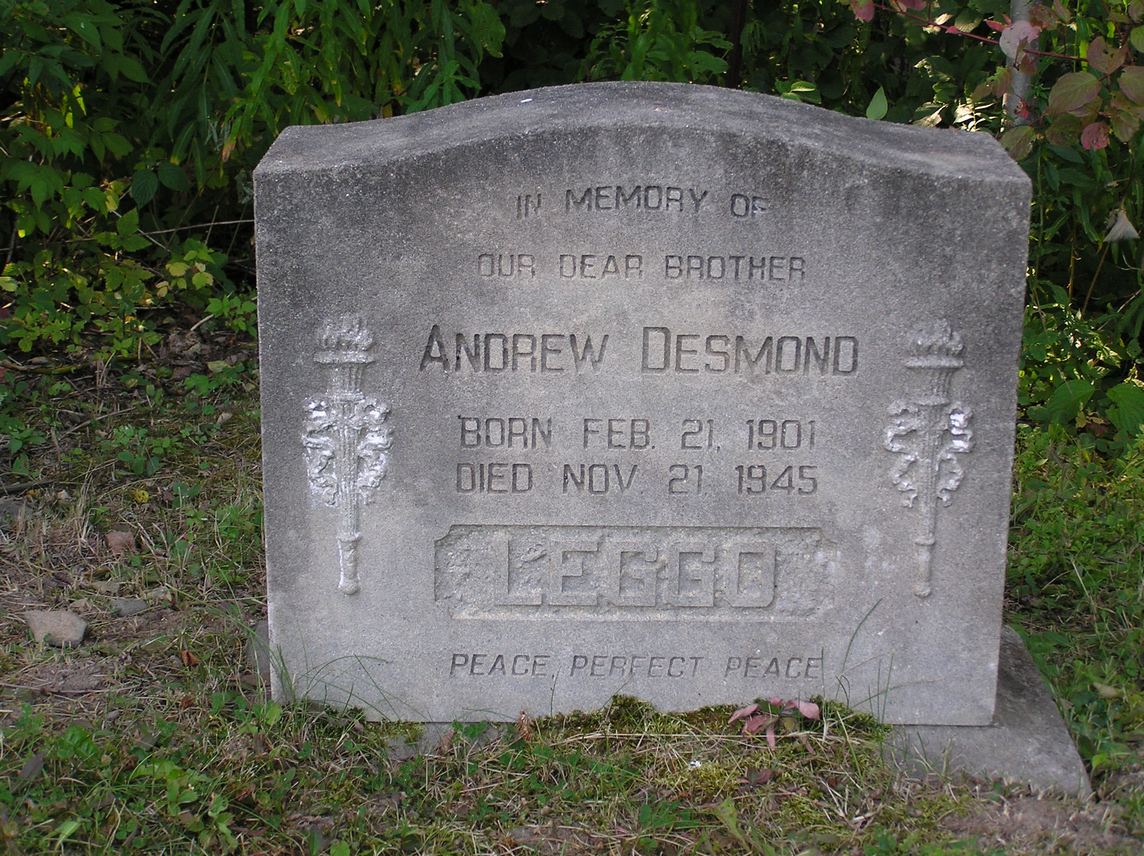 IN MEMORY OF
OUR DEAR BROTHER
ANDREW DESMOND
BORN FEB. 21, 1901
DIED NOV. 21, 1945
LEGGO
PEACE, PERFECT PEACE